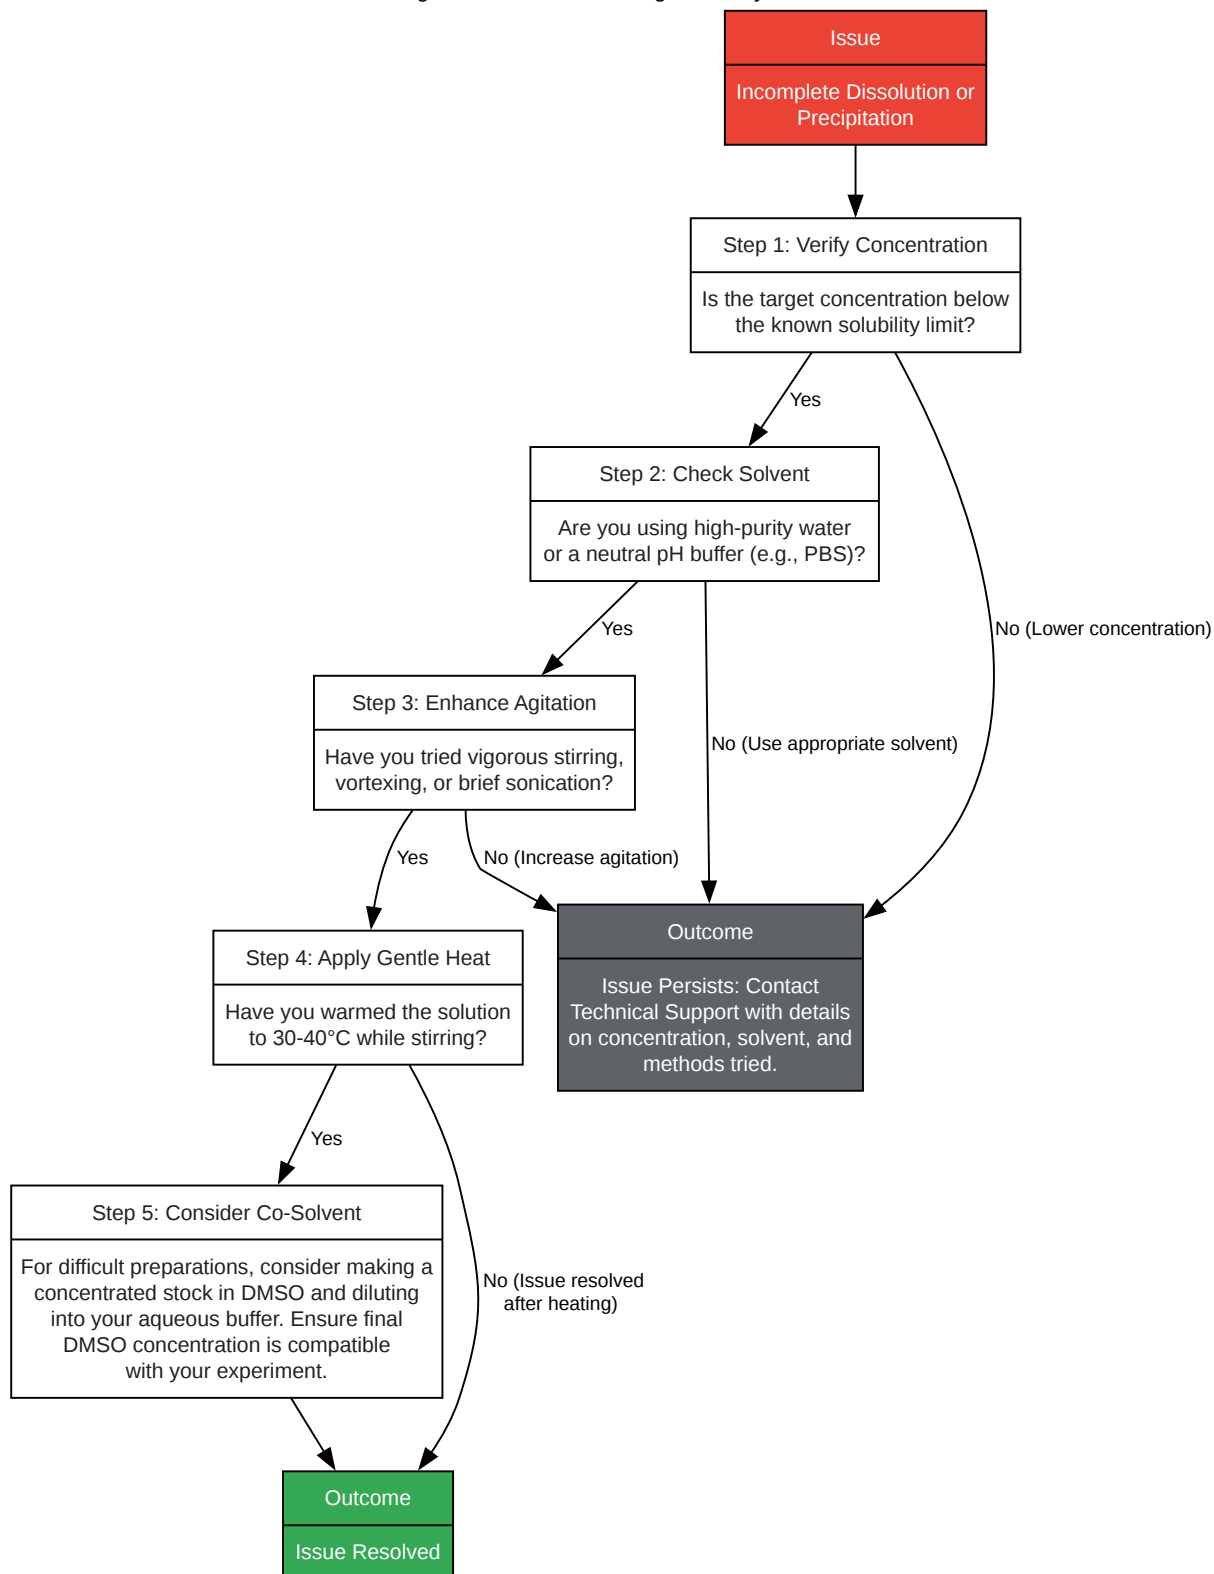 Issue
Incomplete Dissolution or
Precipitation
Step 1: Verify Concentration
Is the target concentration below
the known solubility limit?
Yes
Step 2: Check Solvent
Are you using high-purity water
or a neutral pH buffer (e.g., PBS)?
Yes
No (Lower concentration)
Step 3: Enhance Agitation
Have you tried vigorous stirring,
vortexing, or brief sonication?
No (Use appropriate solvent)
Yes
No (Increase agitation)
Outcome
Issue Persists: Contact
Technical Support with details
on concentration, solvent, and
methods tried.
Step 4: Apply Gentle Heat
Have you warmed the solution
to 30-40°C while stirring?
Yes
Step 5: Consider Co-Solvent
For difficult preparations, consider making a
concentrated stock in DMSO and diluting
into your aqueous buffer. Ensure final
DMSO concentration is compatible
with your experiment.
No (Issue resolved
after heating)
Outcome
Issue Resolved